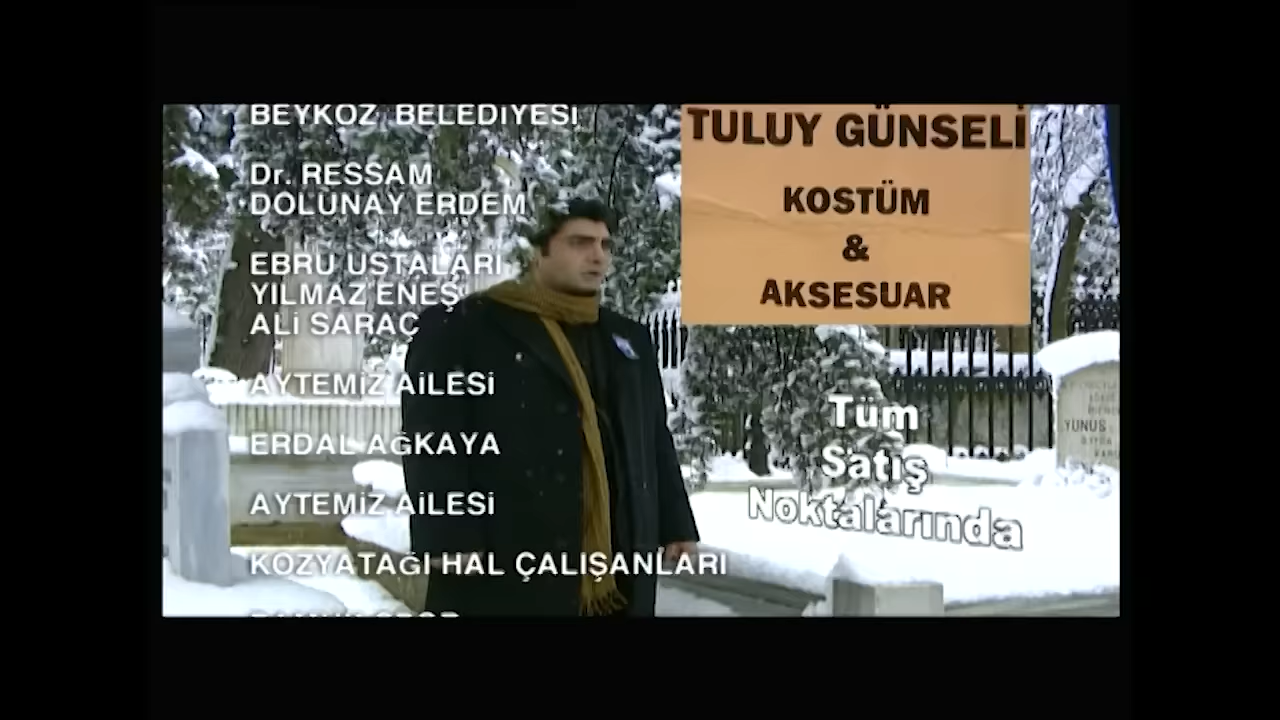 BEYKOZ BELEDİYESİ
Dr. RESSAM
DOLUNAY ERDEM
EBRU USTALARI
YILMAZ ENEŞ
ALİ SARAÇ
AYTEMİZ AİLESİ
ERDAL AĞKAYA
AYTEMİZ AİLESİ
KOZYATAĞI HAL ÇALIŞANLARI
TULUY GÜNSELİ
KOSTÜM
&
AKSESUAR
Tüm
Satış
Noktalarında
YUNUS